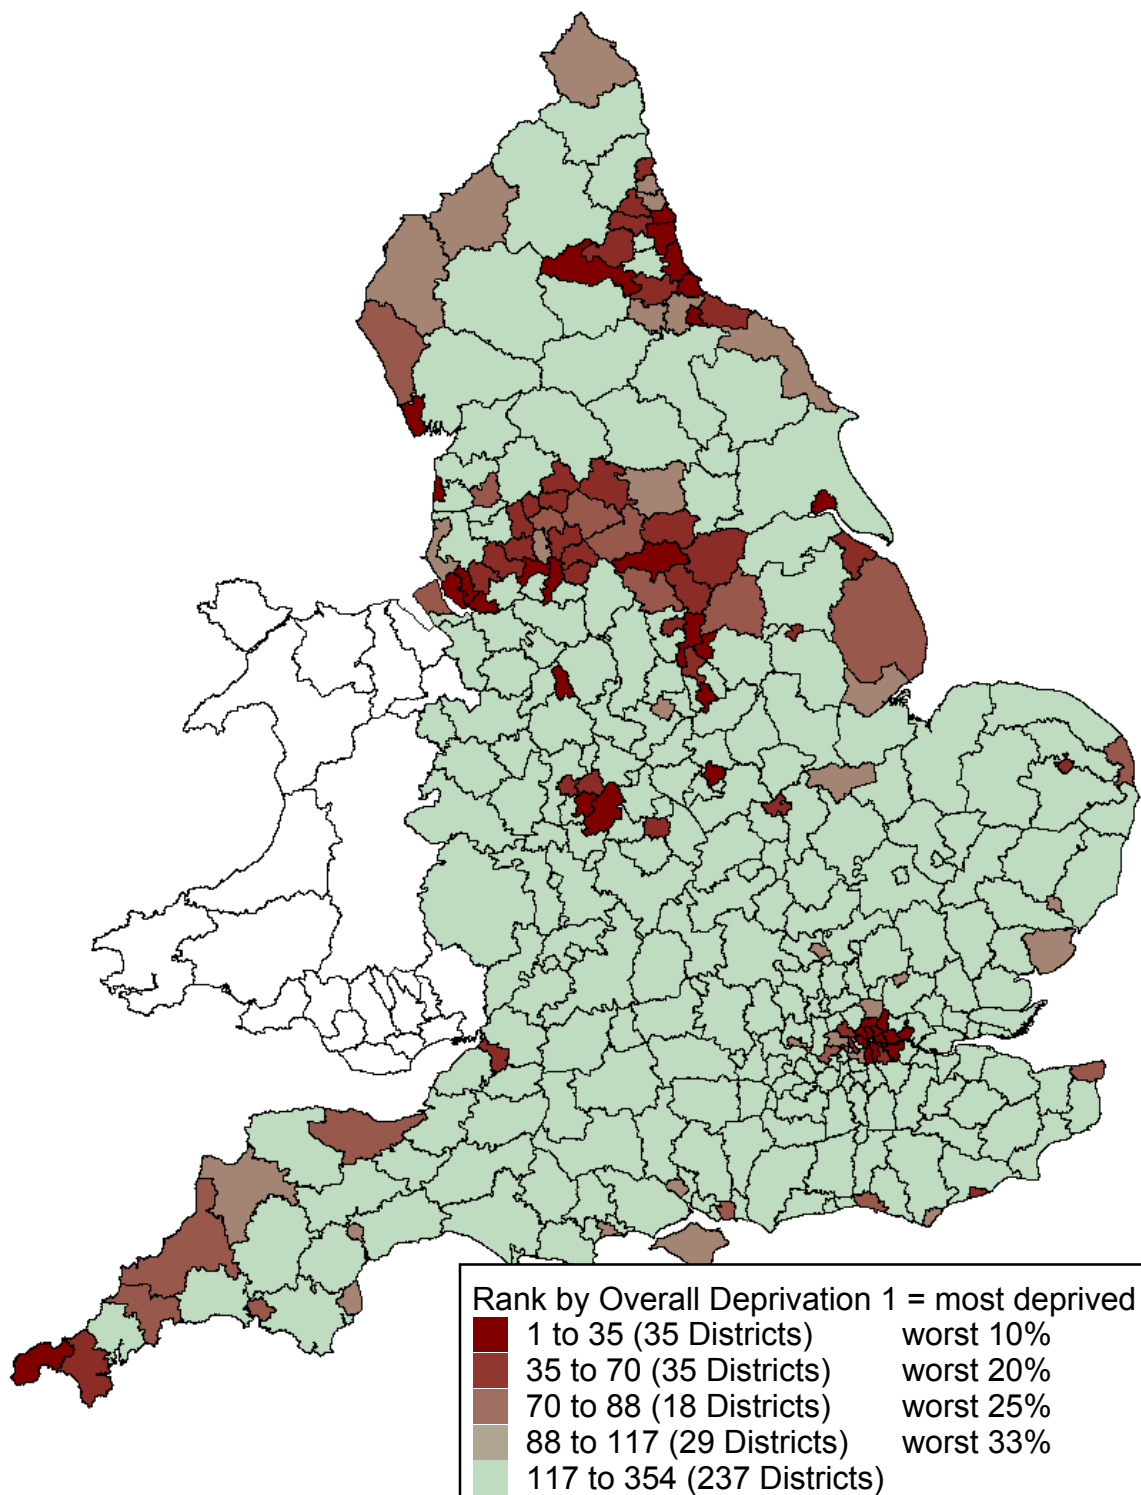 Rank by Overall Deprivation 1 = most deprived
1 to 35 (35 Districts) worst 10%
35 to 70 (35 Districts) worst 20%
70 to 88 (18 Districts) worst 25%
88 to 117 (29 Districts) worst 33%
117 to 354 (237 Districts)